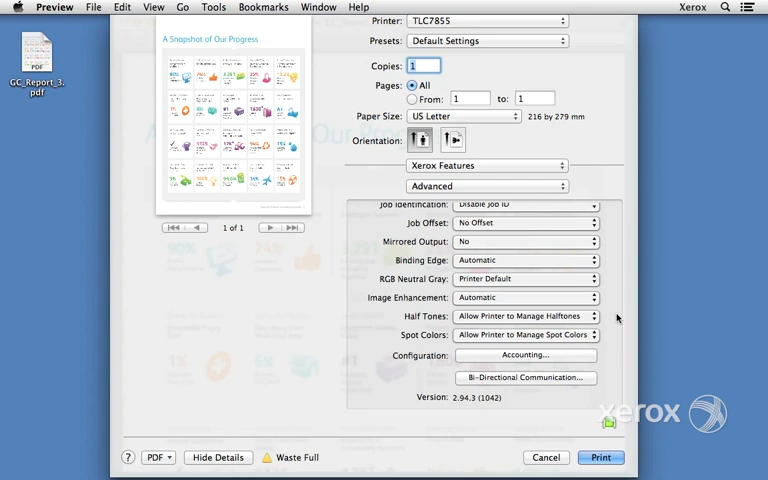 Preview File Edit View Go Tools Bookmarks Window Help Xerox
Printer: TLC7855
Presets: Default Settings
Copies: 1
Pages: All
From: 1 to: 1
Paper Size: US Letter 216 by 279 mm
Orientation:
Xerox Features
Advanced
Job Identification: Disable Job ID
Job Offset: No Offset
Mirrored Output: No
Binding Edge: Automatic
RGB Neutral Gray: Printer Default
Image Enhancement: Automatic
Half Tones: Allow Printer to Manage Halftones
Spot Colors: Allow Printer to Manage Spot Colors
Configuration: Accounting...
Bi-Directional Communication...
Version: 2.94.3 (1042)
A Snapshot of Our Progress
1 of 1
PDF
GC_Report_3.
pdf
xerox
? PDF Hide Details Waste Full Cancel Print